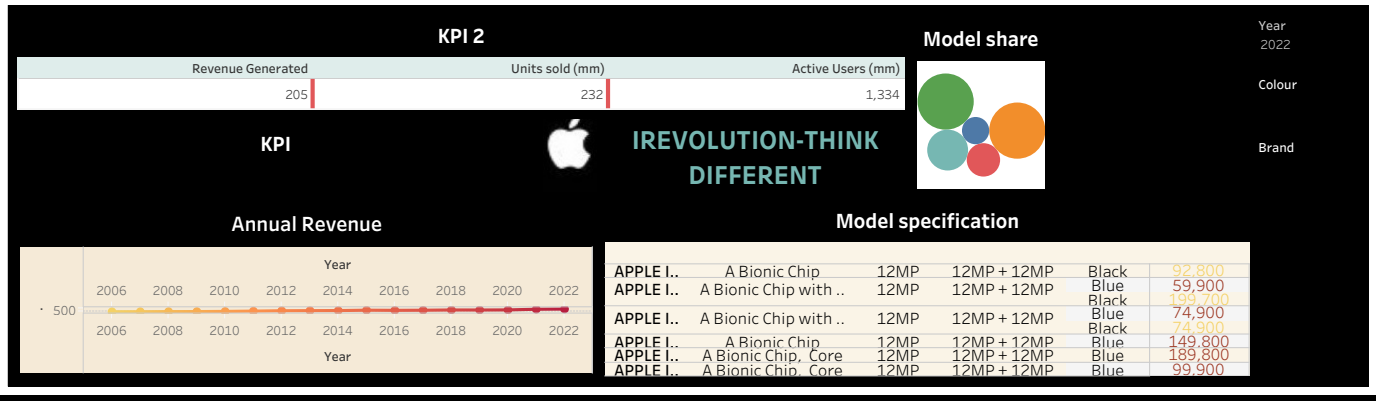 KPI 2
Revenue Generated Units sold (mm) Active Users (mm)
205 232 1,334
KPI
IREVOLUTION-THINK
DIFFERENT
Model share
Year
2022
Colour
Brand
Annual Revenue
Year
2006 2008 2010 2012 2014 2016 2018 2020 2022
500
2006 2008 2010 2012 2014 2016 2018 2020 2022
Year
Model specification
APPLE I.. A Bionic Chip 12MP 12MP + 12MP Black 92,800
APPLE I.. A Bionic Chip with .. 12MP 12MP + 12MP Blue 59,900
Black 199,700
APPLE I.. A Bionic Chip with .. 12MP 12MP + 12MP Blue 74,900
Black 74,900
APPLE I.. A Bionic Chip 12MP 12MP + 12MP Blue 149,800
APPLE I.. A Bionic Chip, Core 12MP 12MP + 12MP Blue 189,800
APPLE I.. A Bionic Chip, Core 12MP 12MP + 12MP Blue 99,900